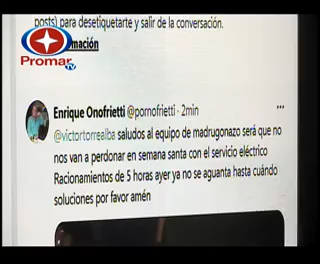 posts) para desetiquetarte y salir de la conversación.
mación
Promar
TV
Enrique Onofrietti @pornofrietti · 2min
@victortorrealba saludos al equipo de madrugonazo será que no
nos van a perdonar en semana santa con el servicio eléctrico
Racionamientos de 5 horas ayer ya no se aguanta hasta cuándo
soluciones por favor amén